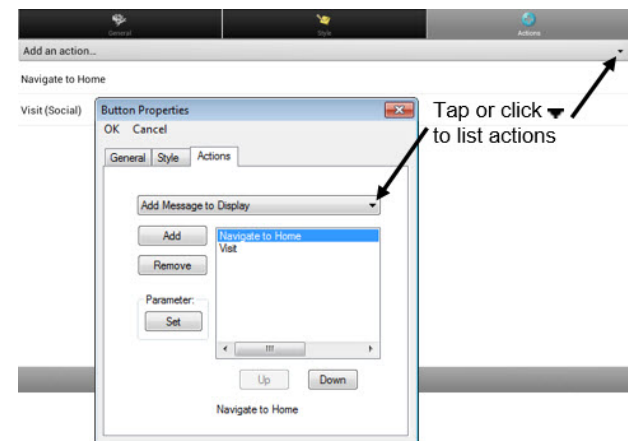 General
Style
Actions
Add an action...
Navigate to Home
Visit (Social)
Button Properties
OK Cancel
General Style Actions
Add Message to Display
Add
Remove
Parameter:
Set
Navigate to Home
Visit
Up Down
Navigate to Home
Tap or click
to list actions